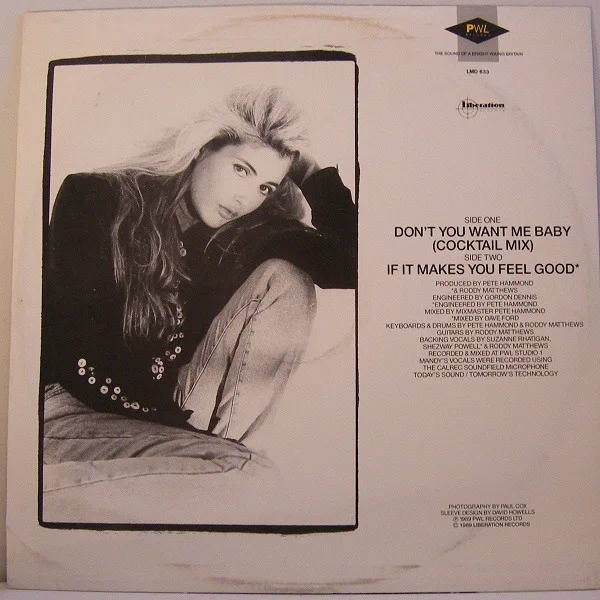 PWL
RECORDS
THE SOUND OF A BRIGHT YOUNG BRITAIN
LMD 633
Liberation
RECORDS
SIDE ONE
DON'T YOU WANT ME BABY
(COCKTAIL MIX)
SIDE TWO
IF IT MAKES YOU FEEL GOOD*
PRODUCED BY PETE HAMMOND
*& RODDY MATTHEWS
ENGINEERED BY GORDON DENNIS
*ENGINEERED BY PETE HAMMOND
MIXED BY MIXMASTER PETE HAMMOND
*MIXED BY DAVE FORD
KEYBOARDS & DRUMS BY PETE HAMMOND & RODDY MATTHEWS
GUITARS BY RODDY MATTHEWS
BACKING VOCALS BY SUZANNE RHATIGAN,
SHEZWAY POWELL* & RODDY MATTHEWS
RECORDED & MIXED AT PWL STUDIO 1
MANDY'S VOCALS WERE RECORDED USING
THE CALREC SOUNDFIELD MICROPHONE
TODAY'S SOUND / TOMORROW'S TECHNOLOGY
PHOTOGRAPHY BY PAUL COX
SLEEVE DESIGN BY DAVID HOWELLS
℗ 1989 PWL RECORDS LTD
© 1989 LIBERATION RECORDS